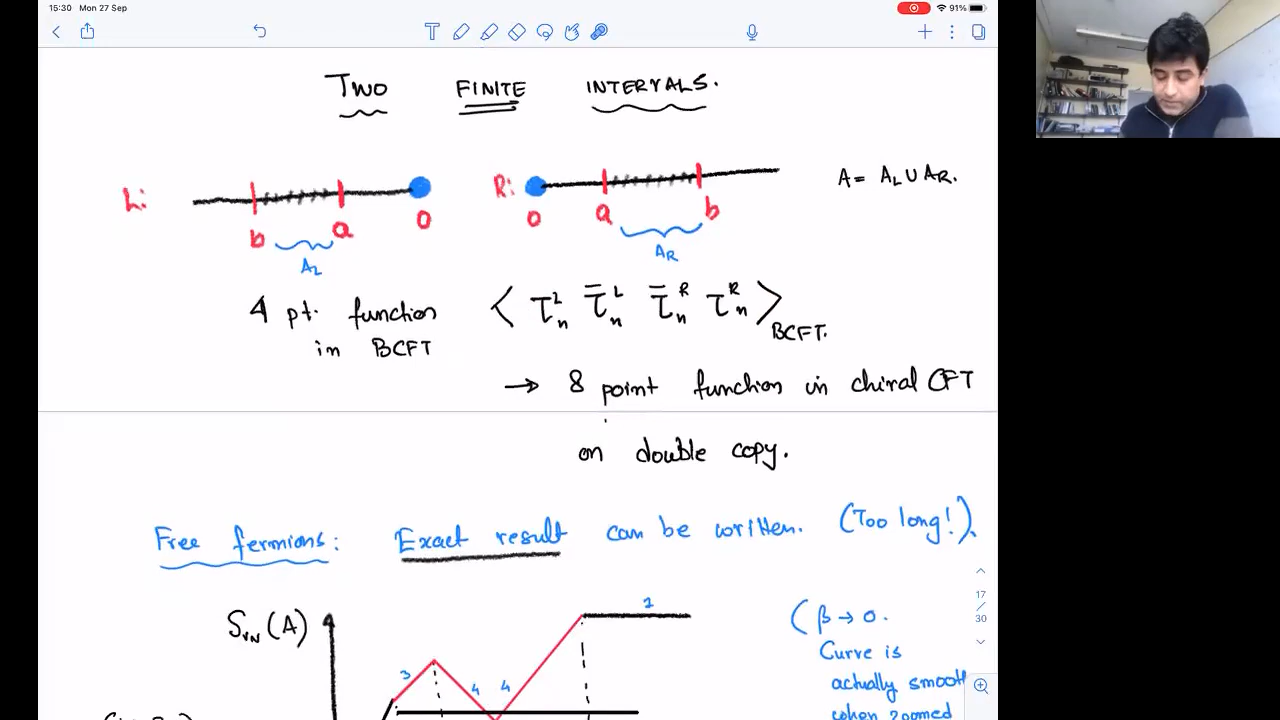 15:30 Mon 27 Sep
91%
TWO FINITE INTERVALS.
L:
b
a
0
A_L
R:
0
a
b
A_R
A = A_L ∪ A_R.
4 pt. function in BCFT
⟨ τ_n^L τ̄_n^L τ̄_n^R τ_n^R ⟩_BCFT.
→ 8 point function in chiral CFT
on double copy.
Free fermions: Exact result can be written. (Too long!).
17
/
30
S_VN(A)
3
4
4
2
(β → 0.
Curve is
actually smooth
when zoomed